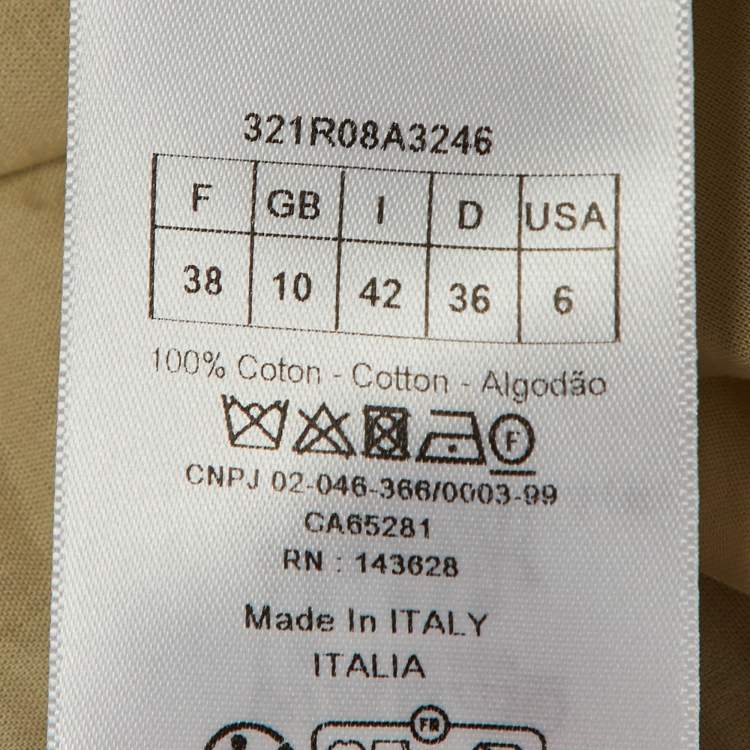 321R08A3246
F GB I D USA
38 10 42 36 6
100% Coton - Cotton - Algodão
F
CNPJ 02-046-366/0003-99
CA65281
RN : 143628
Made In ITALY
ITALIA
FR